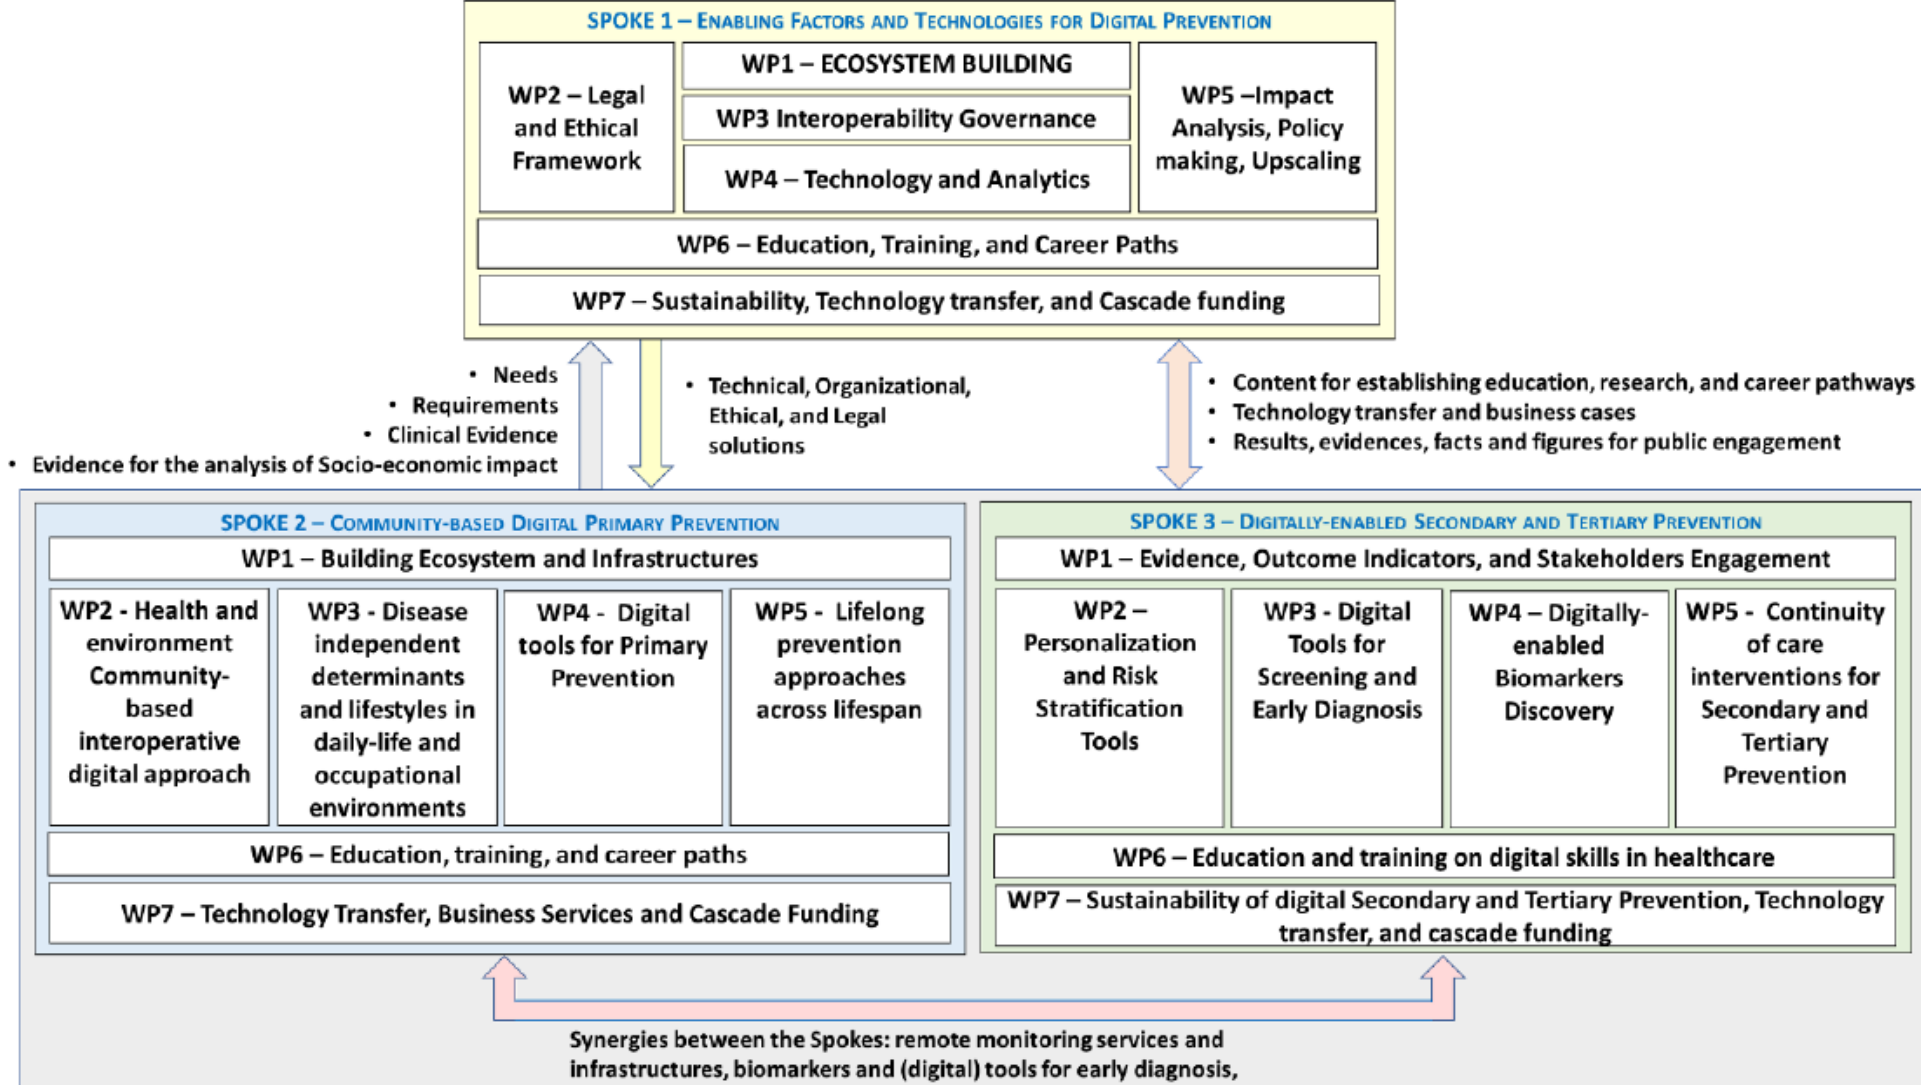 SPOKE 1 – ENABLING FACTORS AND TECHNOLOGIES FOR DIGITAL PREVENTION
WP2 – Legal
and Ethical
Framework
WP1 – ECOSYSTEM BUILDING
WP3 Interoperability Governance
WP4 – Technology and Analytics
WP5 –Impact
Analysis, Policy
making, Upscaling
WP6 – Education, Training, and Career Paths
WP7 – Sustainability, Technology transfer, and Cascade funding
• Needs
• Requirements
• Clinical Evidence
• Evidence for the analysis of Socio-economic impact
• Technical, Organizational,
Ethical, and Legal
solutions
• Content for establishing education, research, and career pathways
• Technology transfer and business cases
• Results, evidences, facts and figures for public engagement
SPOKE 2 – COMMUNITY-BASED DIGITAL PRIMARY PREVENTION
WP1 – Building Ecosystem and Infrastructures
WP2 - Health and
environment
Community-
based
interoperative
digital approach
WP3 - Disease
independent
determinants
and lifestyles in
daily-life and
occupational
environments
WP4 - Digital
tools for Primary
Prevention
WP5 - Lifelong
prevention
approaches
across lifespan
WP6 – Education, training, and career paths
WP7 – Technology Transfer, Business Services and Cascade Funding
SPOKE 3 – DIGITALLY-ENABLED SECONDARY AND TERTIARY PREVENTION
WP1 – Evidence, Outcome Indicators, and Stakeholders Engagement
WP2 –
Personalization
and Risk
Stratification
Tools
WP3 - Digital
Tools for
Screening and
Early Diagnosis
WP4 – Digitally-
enabled
Biomarkers
Discovery
WP5 - Continuity
of care
interventions for
Secondary and
Tertiary
Prevention
WP6 – Education and training on digital skills in healthcare
WP7 – Sustainability of digital Secondary and Tertiary Prevention, Technology
transfer, and cascade funding
Synergies between the Spokes: remote monitoring services and
infrastructures, biomarkers and (digital) tools for early diagnosis,